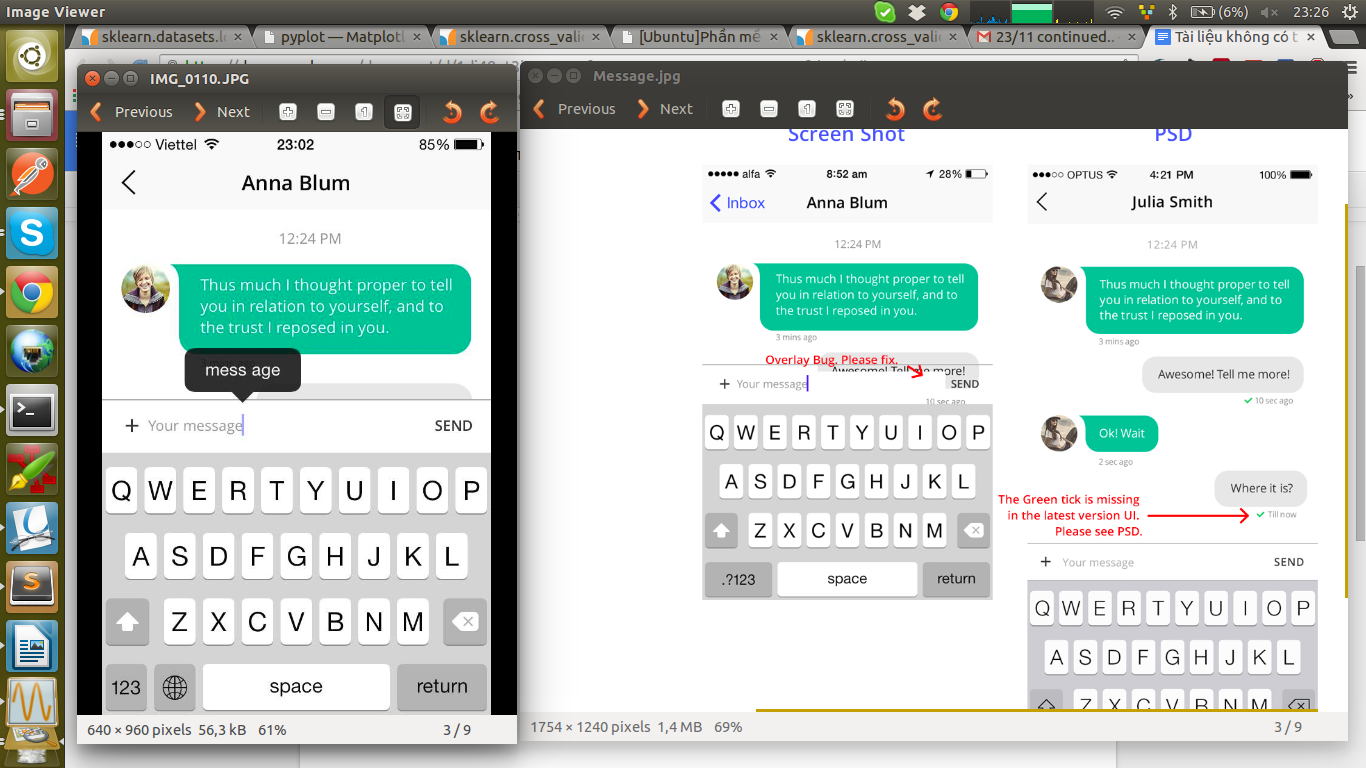 Image Viewer
(6%)
23:26
sklearn.datasets.l
pyplot — Matplotl
sklearn.cross_vali
[Ubuntu]Phần mề
sklearn.cross_vali
23/11 continued..
Tài liệu không có t
IMG_0110.JPG
Previous
Next
Viettel
23:02
85%
Anna Blum
12:24 PM
Thus much I thought proper to tell
you in relation to yourself, and to
the trust I reposed in you.
mess age
+ Your message
SEND
Q W E R T Y U I O P
A S D F G H J K L
Z X C V B N M
123
space
return
640 × 960 pixels 56,3 kB 61%
3 / 9
Message.jpg
Previous
Next
Screen Shot
alfa
8:52 am
28%
Inbox
Anna Blum
12:24 PM
Thus much I thought proper to tell
you in relation to yourself, and to
the trust I reposed in you.
3 mins ago
Overlay Bug. Please fix.
Awesome! Tell me more!
+ Your message
SEND
10 sec ago
Q W E R T Y U I O P
A S D F G H J K L
Z X C V B N M
.?123
space
return
PSD
OPTUS
4:21 PM
100%
Julia Smith
12:24 PM
Thus much I thought proper to tell
you in relation to yourself, and to
the trust I reposed in you.
3 mins ago
Awesome! Tell me more!
10 sec ago
Ok! Wait
2 sec ago
Where it is?
The Green tick is missing
in the latest version UI.
Please see PSD.
Till now
+ Your message
SEND
Q W E R T Y U I O P
A S D F G H J K L
Z X C V B N M
1754 × 1240 pixels 1,4 MB 69%
3 / 9